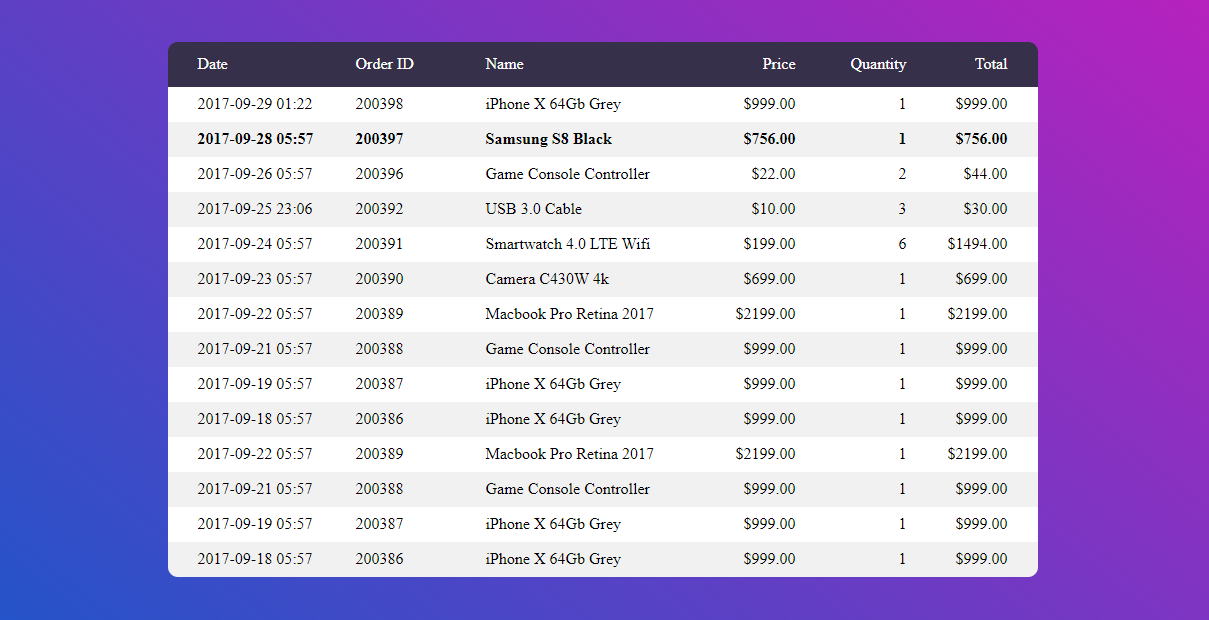 Date Order ID Name Price Quantity Total
2017-09-29 01:22 200398 iPhone X 64Gb Grey $999.00 1 $999.00
2017-09-28 05:57 200397 Samsung S8 Black $756.00 1 $756.00
2017-09-26 05:57 200396 Game Console Controller $22.00 2 $44.00
2017-09-25 23:06 200392 USB 3.0 Cable $10.00 3 $30.00
2017-09-24 05:57 200391 Smartwatch 4.0 LTE Wifi $199.00 6 $1494.00
2017-09-23 05:57 200390 Camera C430W 4k $699.00 1 $699.00
2017-09-22 05:57 200389 Macbook Pro Retina 2017 $2199.00 1 $2199.00
2017-09-21 05:57 200388 Game Console Controller $999.00 1 $999.00
2017-09-19 05:57 200387 iPhone X 64Gb Grey $999.00 1 $999.00
2017-09-18 05:57 200386 iPhone X 64Gb Grey $999.00 1 $999.00
2017-09-22 05:57 200389 Macbook Pro Retina 2017 $2199.00 1 $2199.00
2017-09-21 05:57 200388 Game Console Controller $999.00 1 $999.00
2017-09-19 05:57 200387 iPhone X 64Gb Grey $999.00 1 $999.00
2017-09-18 05:57 200386 iPhone X 64Gb Grey $999.00 1 $999.00